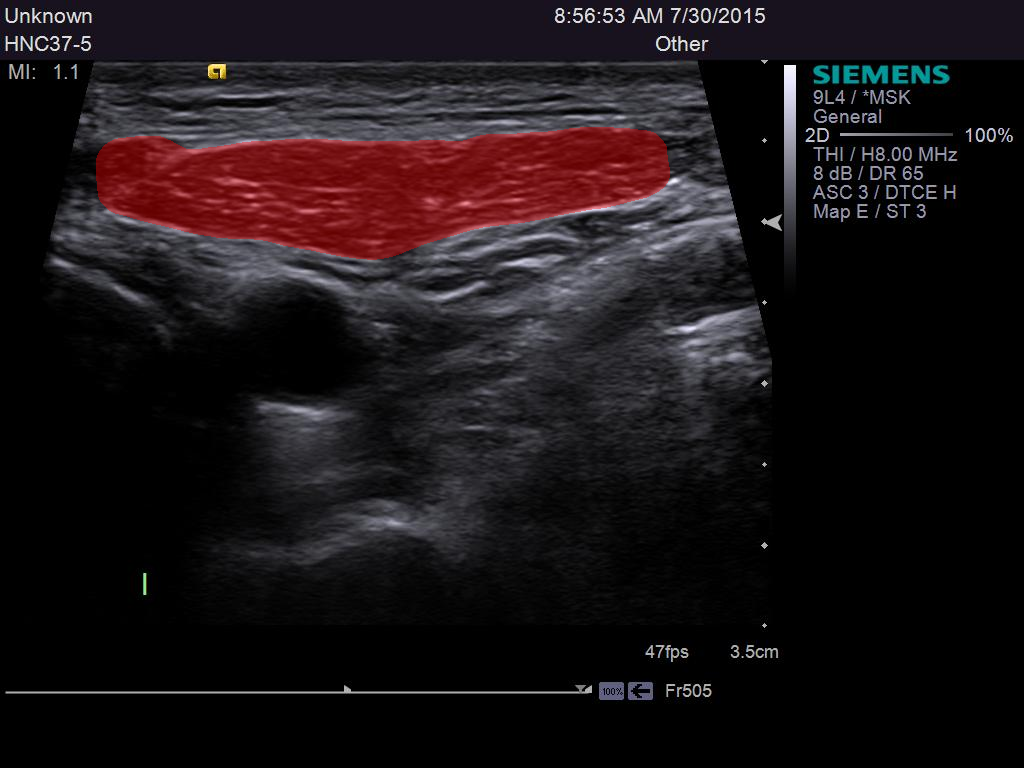 Unknown
8:56:53 AM 7/30/2015
HNC37-5
Other
MI: 1.1
SIEMENS
9L4 / *MSK
General
2D 100%
THI / H8.00 MHz
8 dB / DR 65
ASC 3 / DTCE H
Map E / ST 3
47fps 3.5cm
100% Fr505